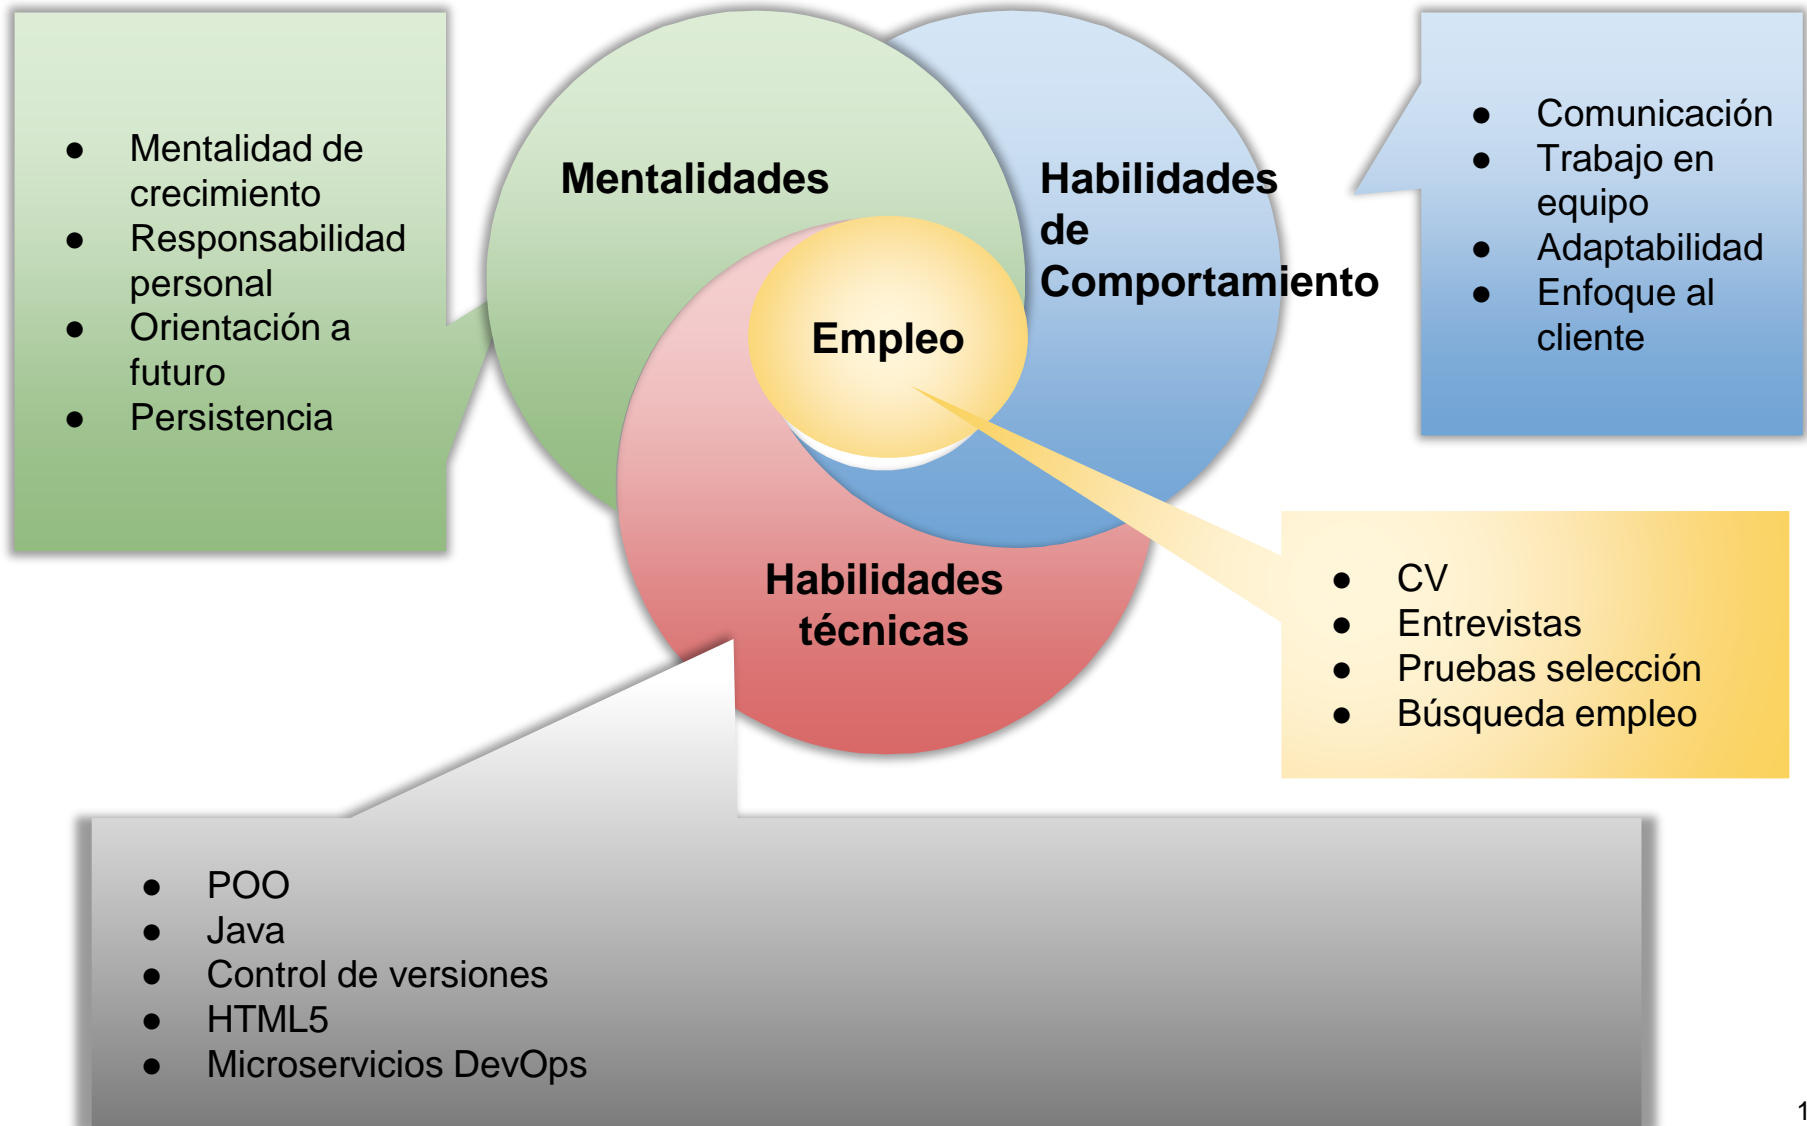 ● Mentalidad de
crecimiento
● Responsabilidad
personal
● Orientación a
futuro
● Persistencia
Mentalidades
Habilidades
de
Comportamiento
Empleo
Habilidades
técnicas
● Comunicación
● Trabajo en
equipo
● Adaptabilidad
● Enfoque al
cliente
● CV
● Entrevistas
● Pruebas selección
● Búsqueda empleo
● POO
● Java
● Control de versiones
● HTML5
● Microservicios DevOps
1